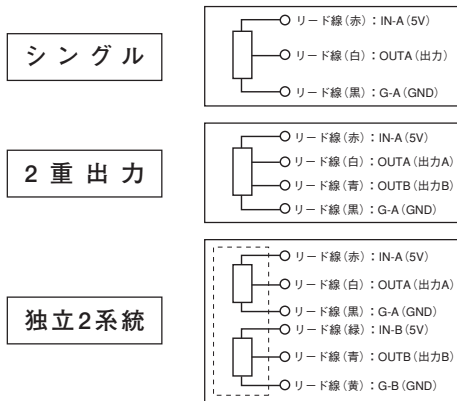 シングル
リード線(赤):IN-A(5V)
リード線(白):OUTA(出力)
リード線(黒):G-A(GND)
2重出力
リード線(赤):IN-A(5V)
リード線(白):OUTA(出力A)
リード線(青):OUTB(出力B)
リード線(黒):G-A(GND)
独立2系統
リード線(赤):IN-A(5V)
リード線(白):OUTA(出力A)
リード線(黒):G-A(GND)
リード線(緑):IN-B(5V)
リード線(青):OUTB(出力B)
リード線(黄):G-B(GND)